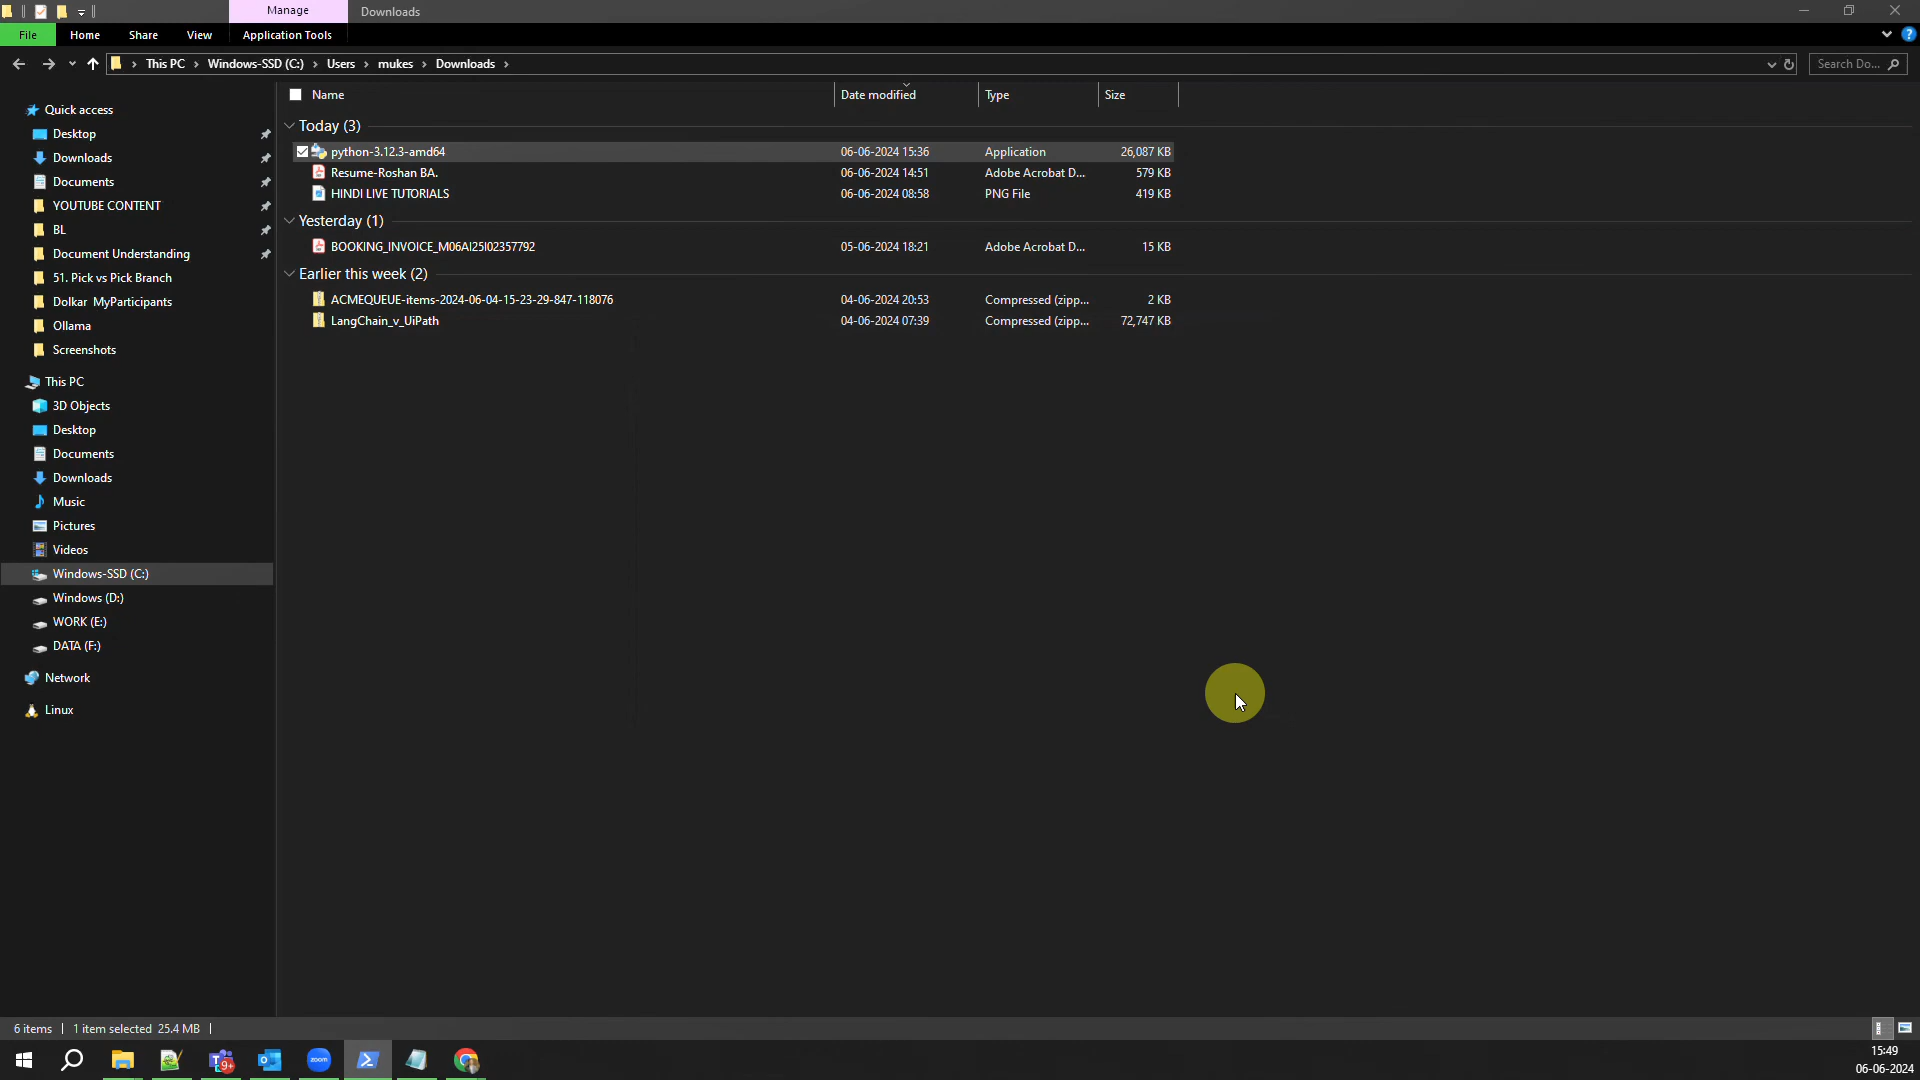 Manage Downloads
File Home Share View Application Tools
This PC Windows-SSD (C:) Users mukes Downloads Search Do...
Name Date modified Type Size
Quick access
Desktop
Downloads
Documents
YOUTUBE CONTENT
BL
Document Understanding
51. Pick vs Pick Branch
Dolkar MyParticipants
Ollama
Screenshots
This PC
3D Objects
Desktop
Documents
Downloads
Music
Pictures
Videos
Windows-SSD (C:)
Windows (D:)
WORK (E:)
DATA (F:)
Network
Linux
Today (3)
python-3.12.3-amd64 06-06-2024 15:36 Application 26,087 KB
Resume-Roshan BA. 06-06-2024 14:51 Adobe Acrobat D... 579 KB
HINDI LIVE TUTORIALS 06-06-2024 08:58 PNG File 419 KB
Yesterday (1)
BOOKING_INVOICE_M06AI25I02357792 05-06-2024 18:21 Adobe Acrobat D... 15 KB
Earlier this week (2)
ACMEQUEUE-items-2024-06-04-15-23-29-847-118076 04-06-2024 20:53 Compressed (zipp... 2 KB
LangChain_v_UiPath 04-06-2024 07:39 Compressed (zipp... 72,747 KB
6 items 1 item selected 25.4 MB
9+
zoom
15:49
06-06-2024